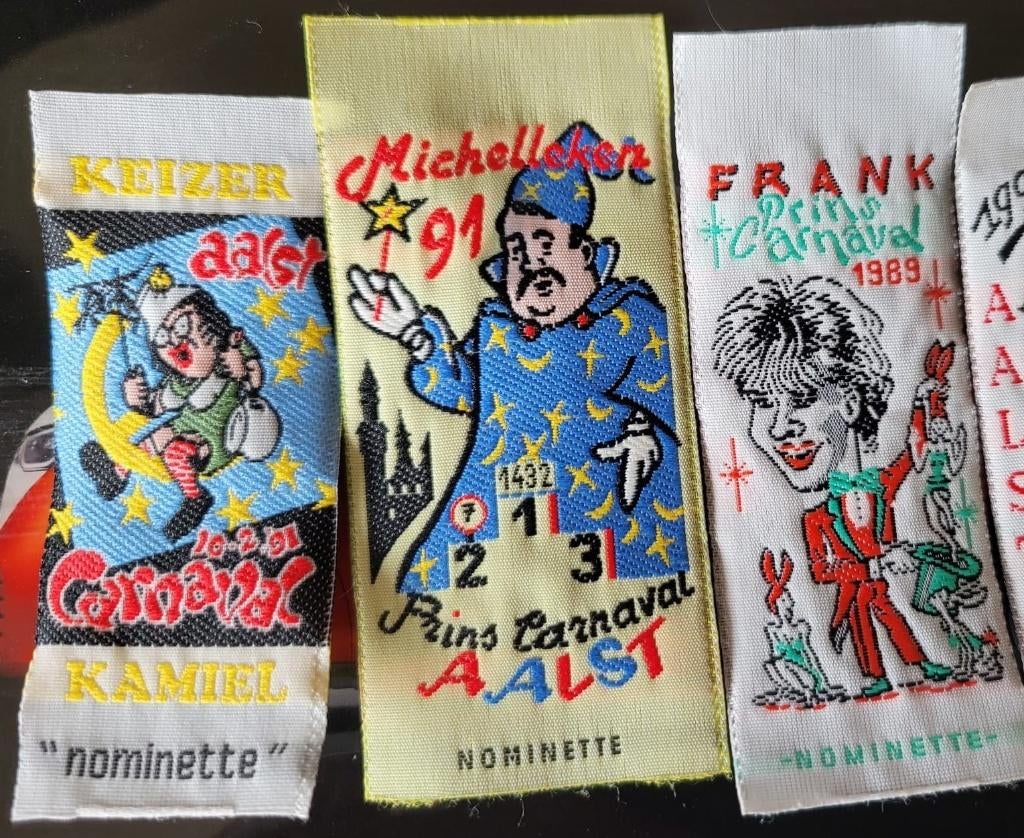 KEIZER
aalst
10-2-91
Carnaval
KAMIEL
"nominette"
Michelleken
91
1432
7
1
2
3
Prins Carnaval
AALST
NOMINETTE
FRANK
Prins
Carnaval
1989
-NOMINETTE-
A
A
L
S
T